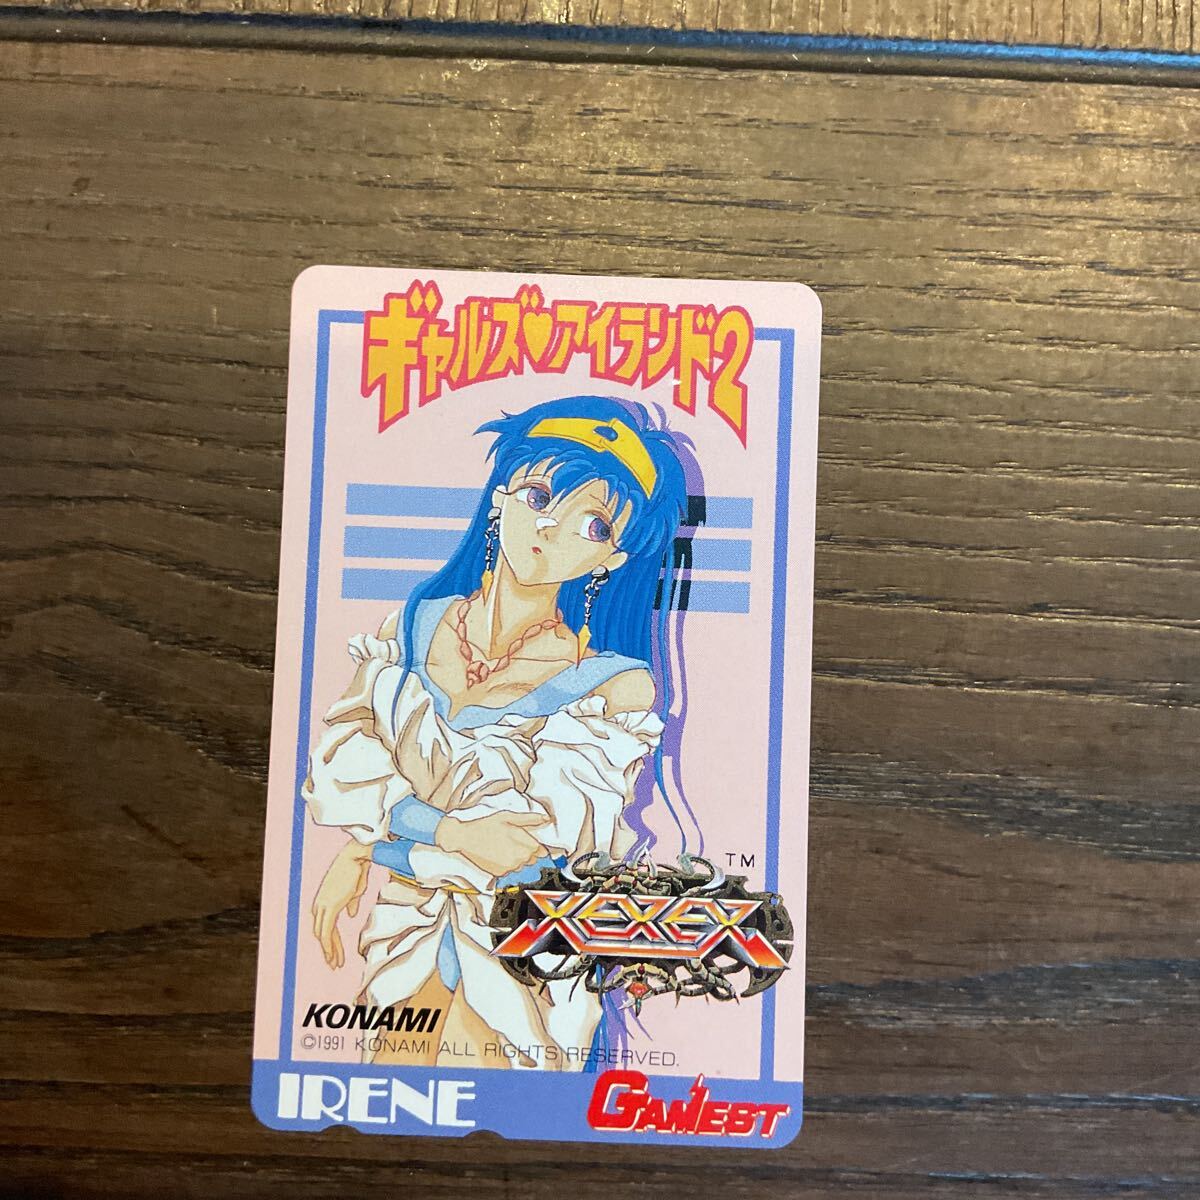 ギャルズ♥アイランド2
TM
XEXEX
KONAMI
©1991 KONAMI ALL RIGHTS RESERVED.
IRENE
GAMEST